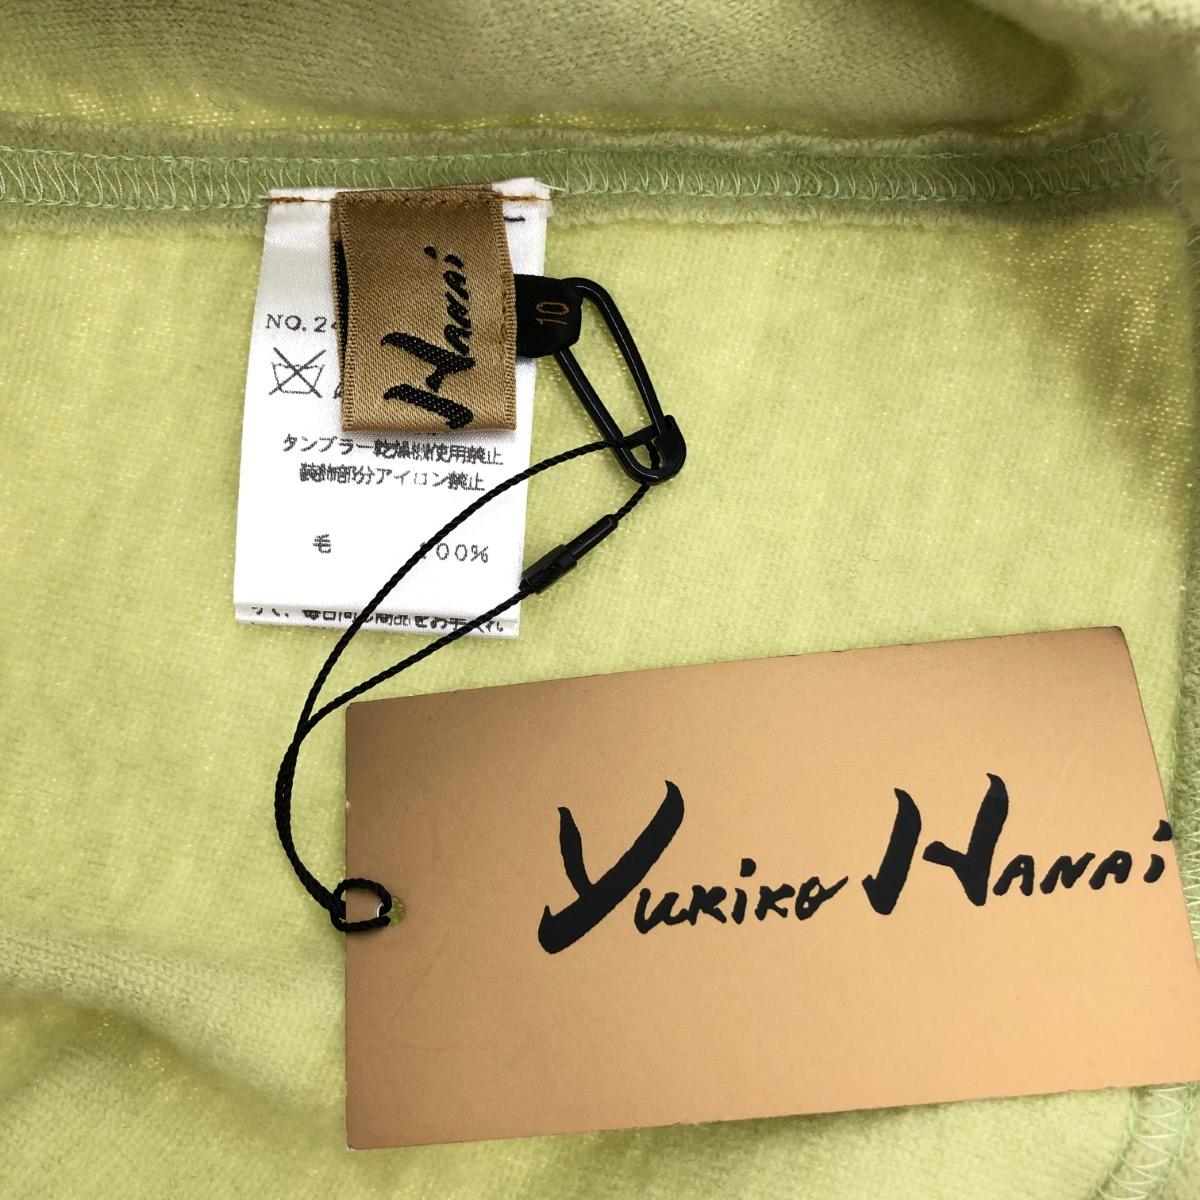 NO.24
HANAi
10
タンブラー乾燥機使用禁止
装飾部分アイロン禁止
毛 100%
YUKiKO HANAi